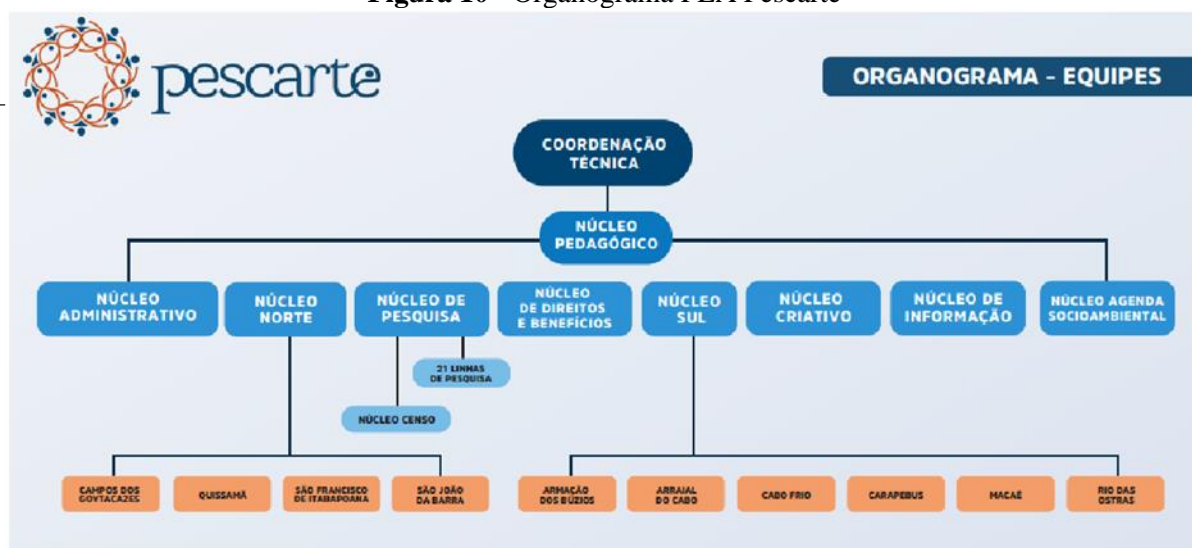 pescarte
ORGANOGRAMA - EQUIPES
COORDENAÇÃO
TÉCNICA
NÚCLEO
PEDAGÓGICO
NÚCLEO
ADMINISTRATIVO
NÚCLEO
NORTE
NÚCLEO DE
PESQUISA
NÚCLEO
DE DIREITOS
E BENEFÍCIOS
NÚCLEO
SUL
NÚCLEO
CRIATIVO
NÚCLEO DE
INFORMAÇÃO
NÚCLEO AGENDA
SOCIOAMBIENTAL
21 LINHAS
DE PESQUISA
NÚCLEO CENSO
CAMPOS DOS
GOYTACAZES
QUISSAMÃ
SÃO FRANCISCO
DE ITABAPOANA
SÃO JOÃO
DA BARRA
ARMAÇÃO
DOS BÚZIOS
ARRAIAL
DO CABO
CABO FRIO
CARAPEBUS
MACAÉ
RIO DAS
OSTRAS